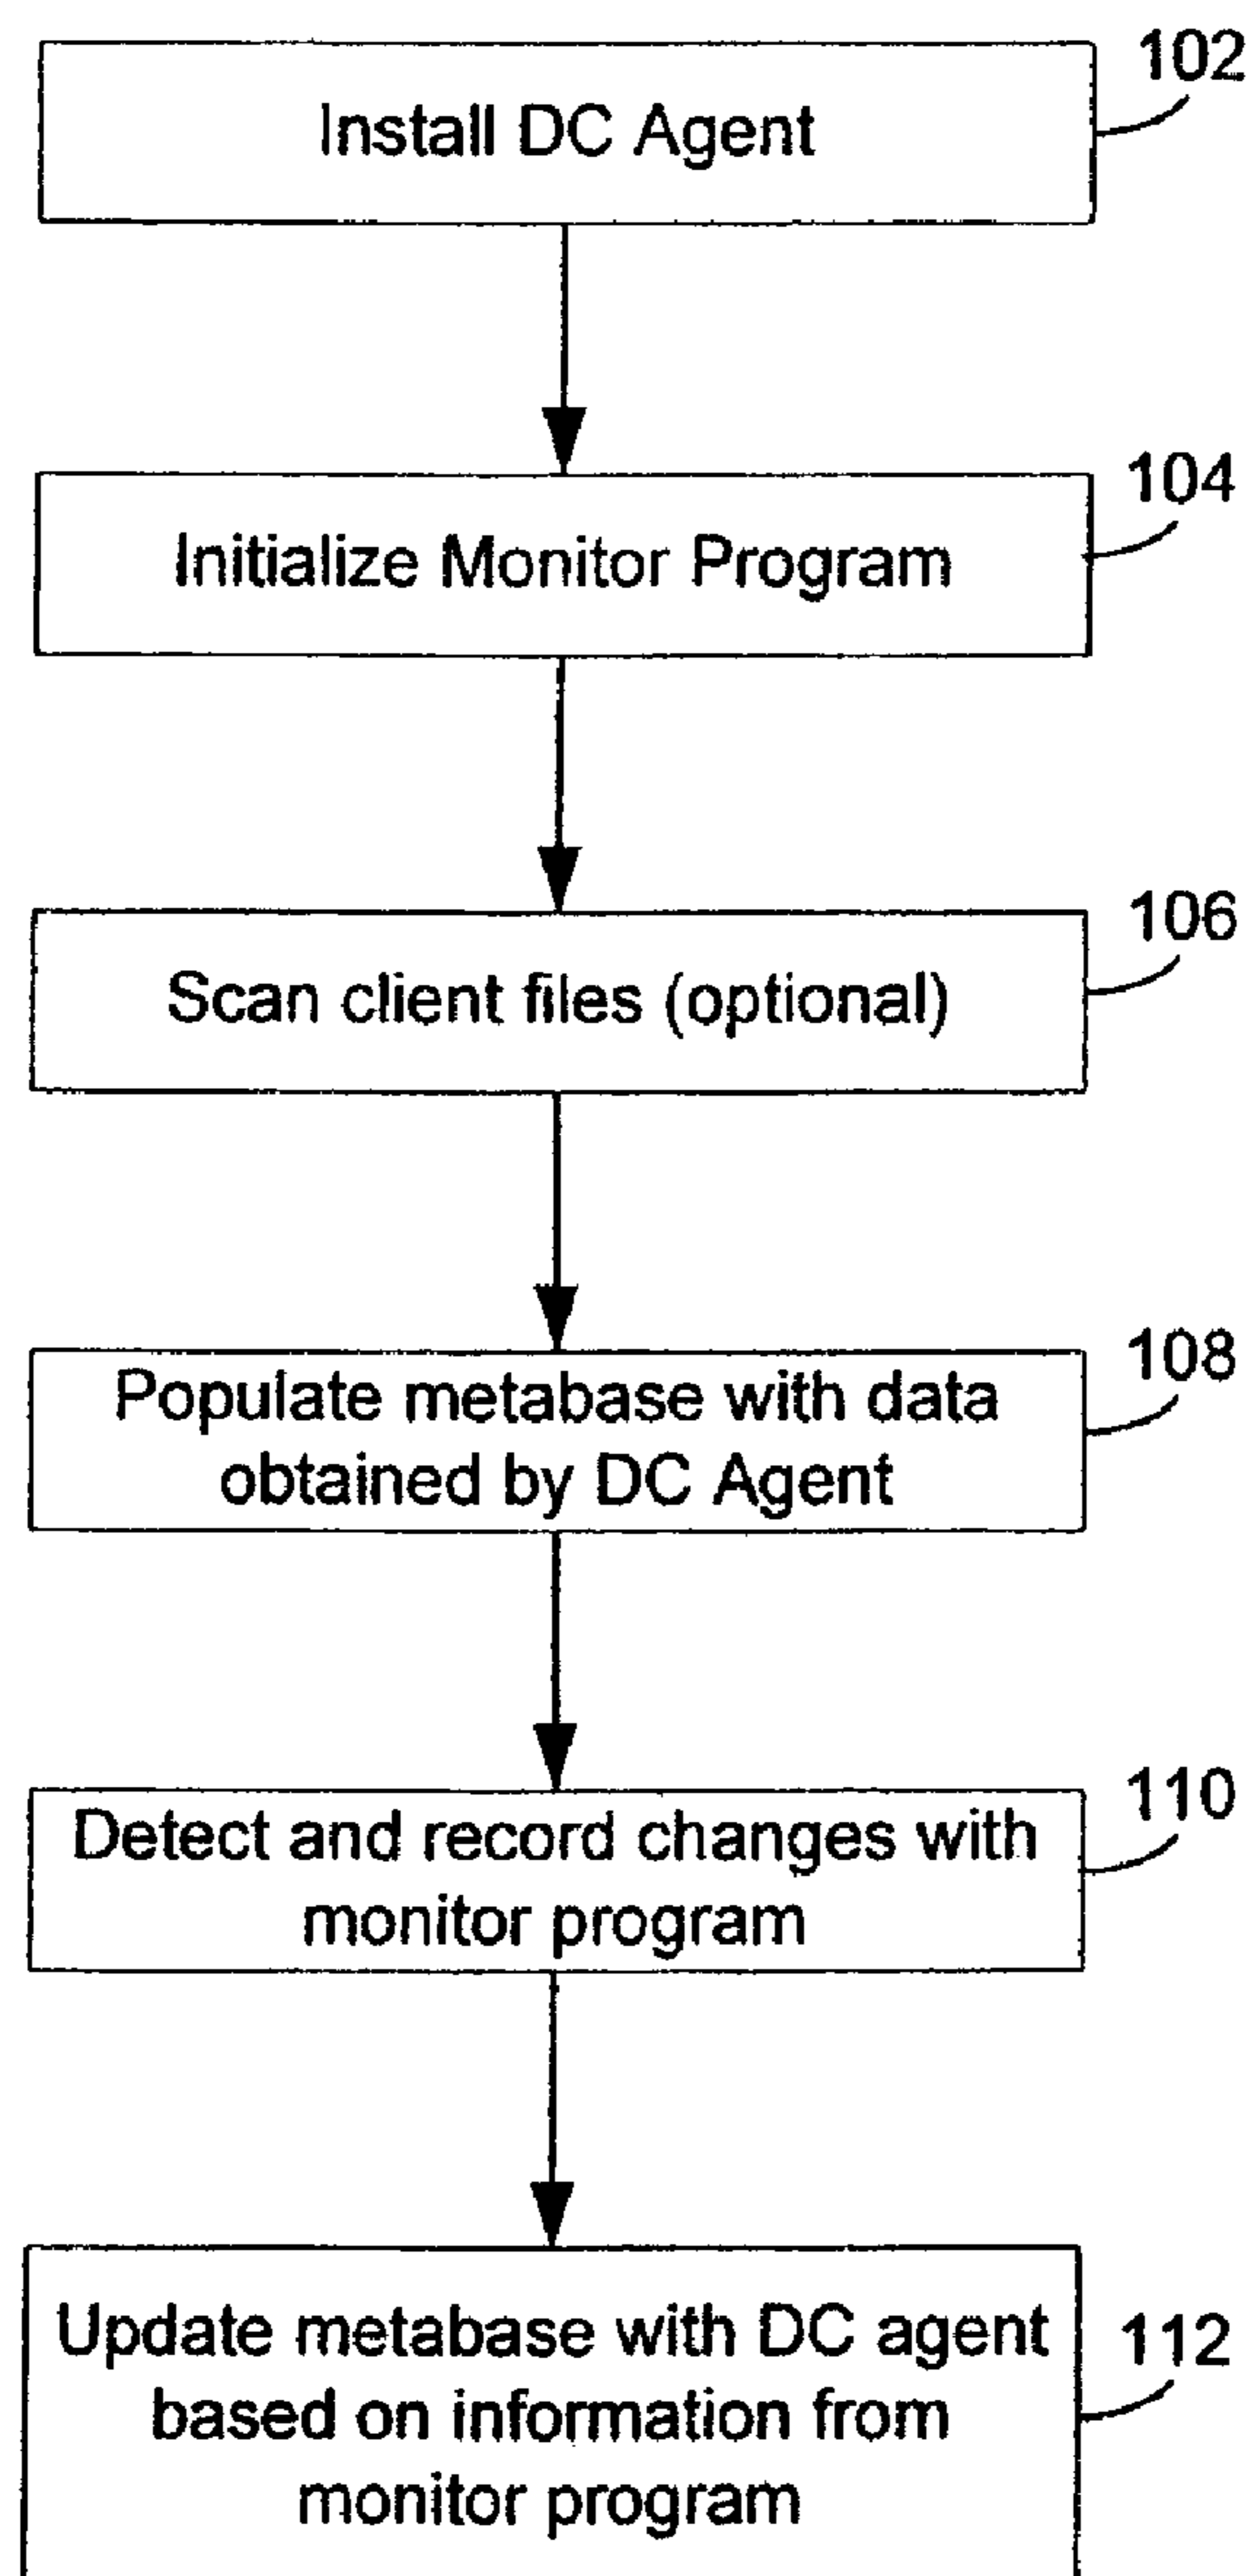 102
Install DC Agent
104
Initialize Monitor Program
106
Scan client files (optional)
108
Populate metabase with data
obtained by DC Agent
110
Detect and record changes with
monitor program
112
Update metabase with DC agent
based on information from
monitor program